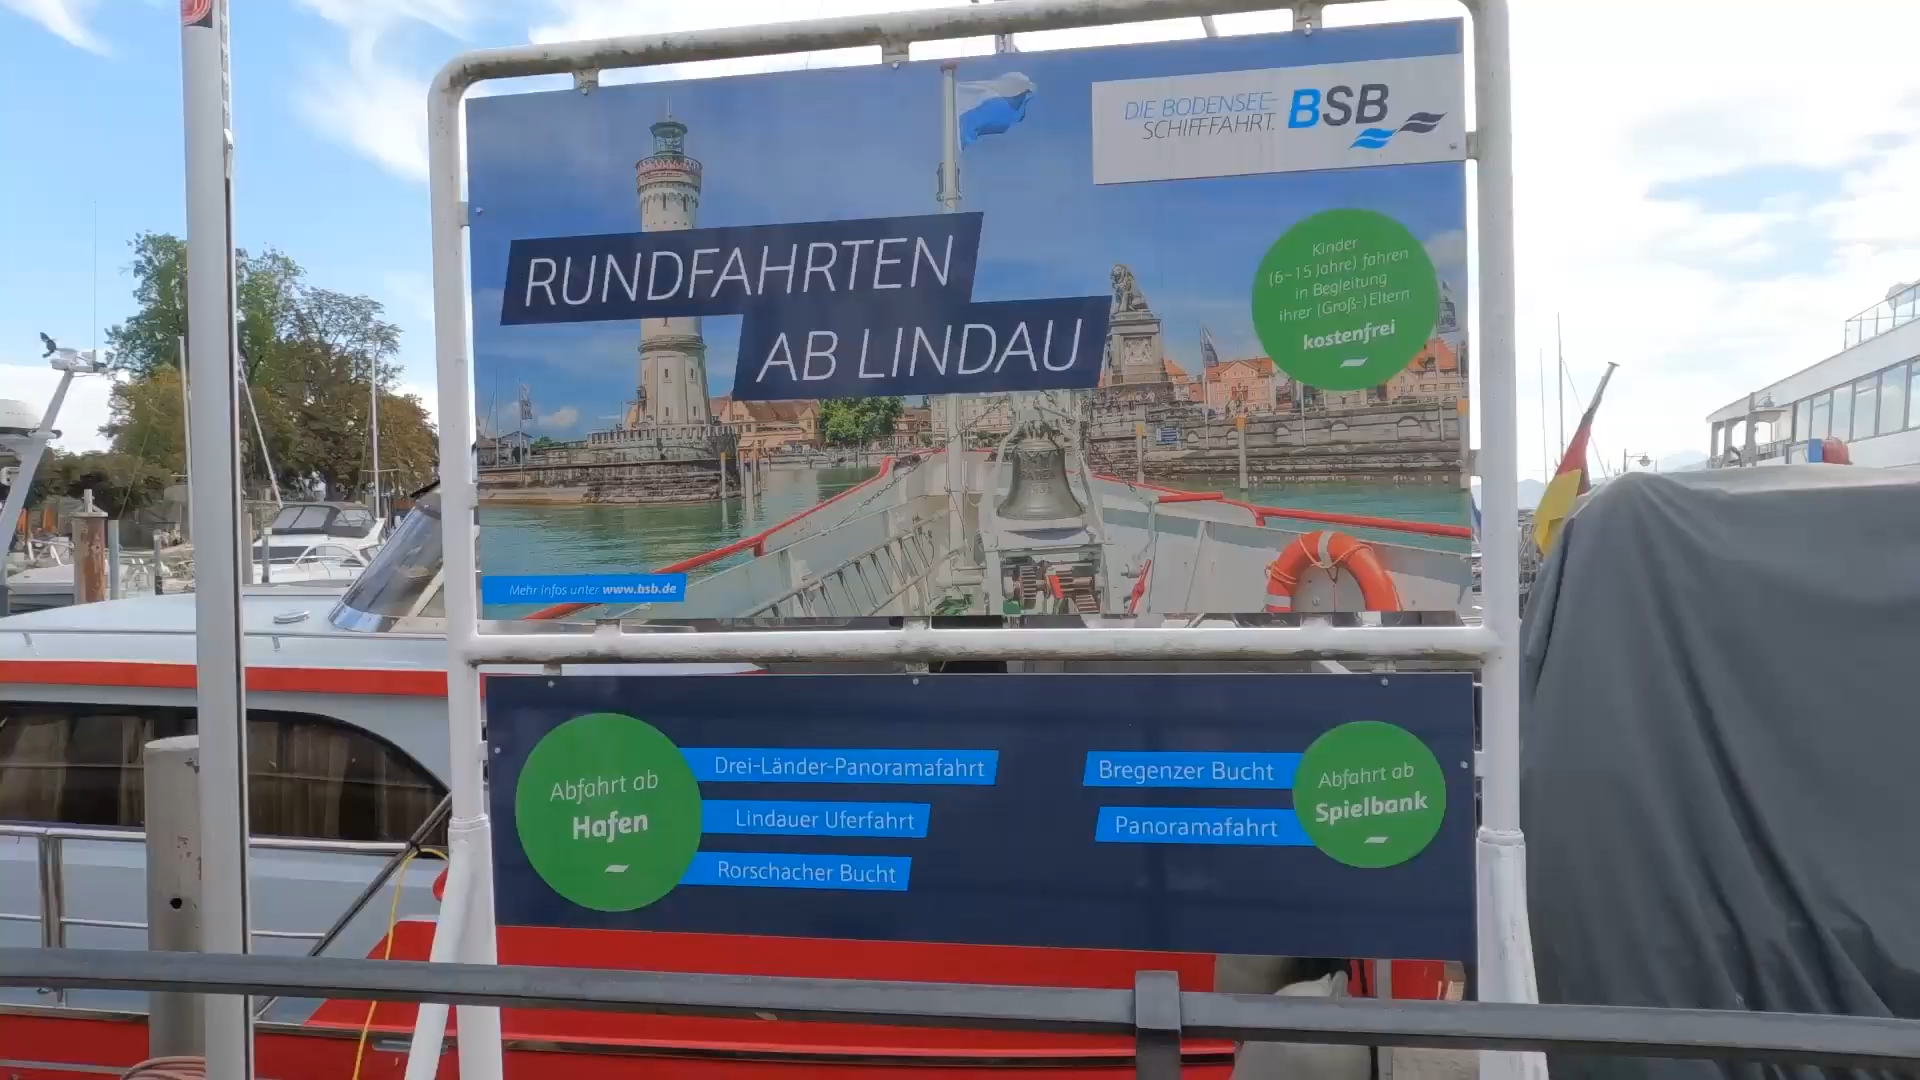 DIE BODENSEE-
SCHIFFFAHRT.
BSB
RUNDFAHRTEN
AB LINDAU
Kinder
(6–15 Jahre) fahren
in Begleitung
ihrer (Groß-)Eltern
kostenfrei
Mehr Infos unter www.bsb.de
Abfahrt ab
Hafen
Drei-Länder-Panoramafahrt
Lindauer Uferfahrt
Rorschacher Bucht
Bregenzer Bucht
Panoramafahrt
Abfahrt ab
Spielbank